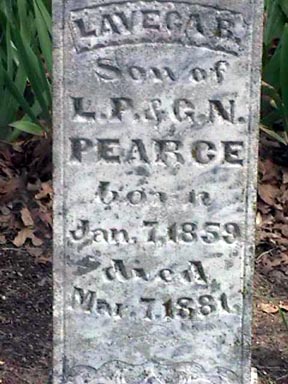 LAVEGA B.
Son of
L. P. & G. N.
PEARCE
born
Jan. 7, 1859
died
Mar. 7, 1881